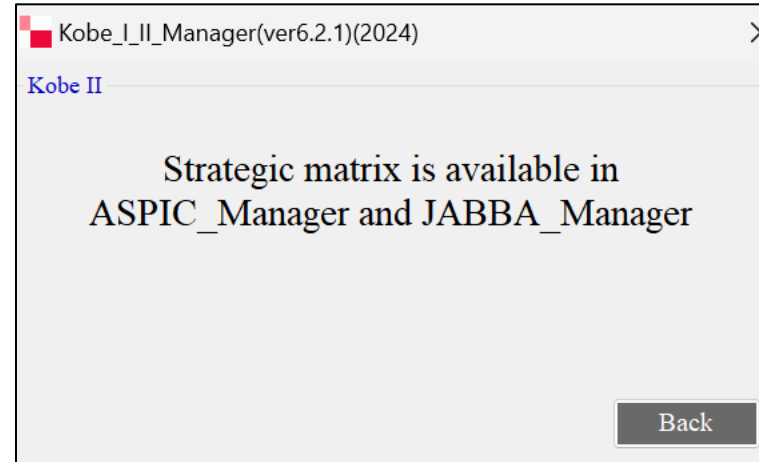 Kobe_I_II_Manager(ver6.2.1)(2024)
Kobe II
Strategic matrix is available in
ASPIC_Manager and JABBA_Manager
Back